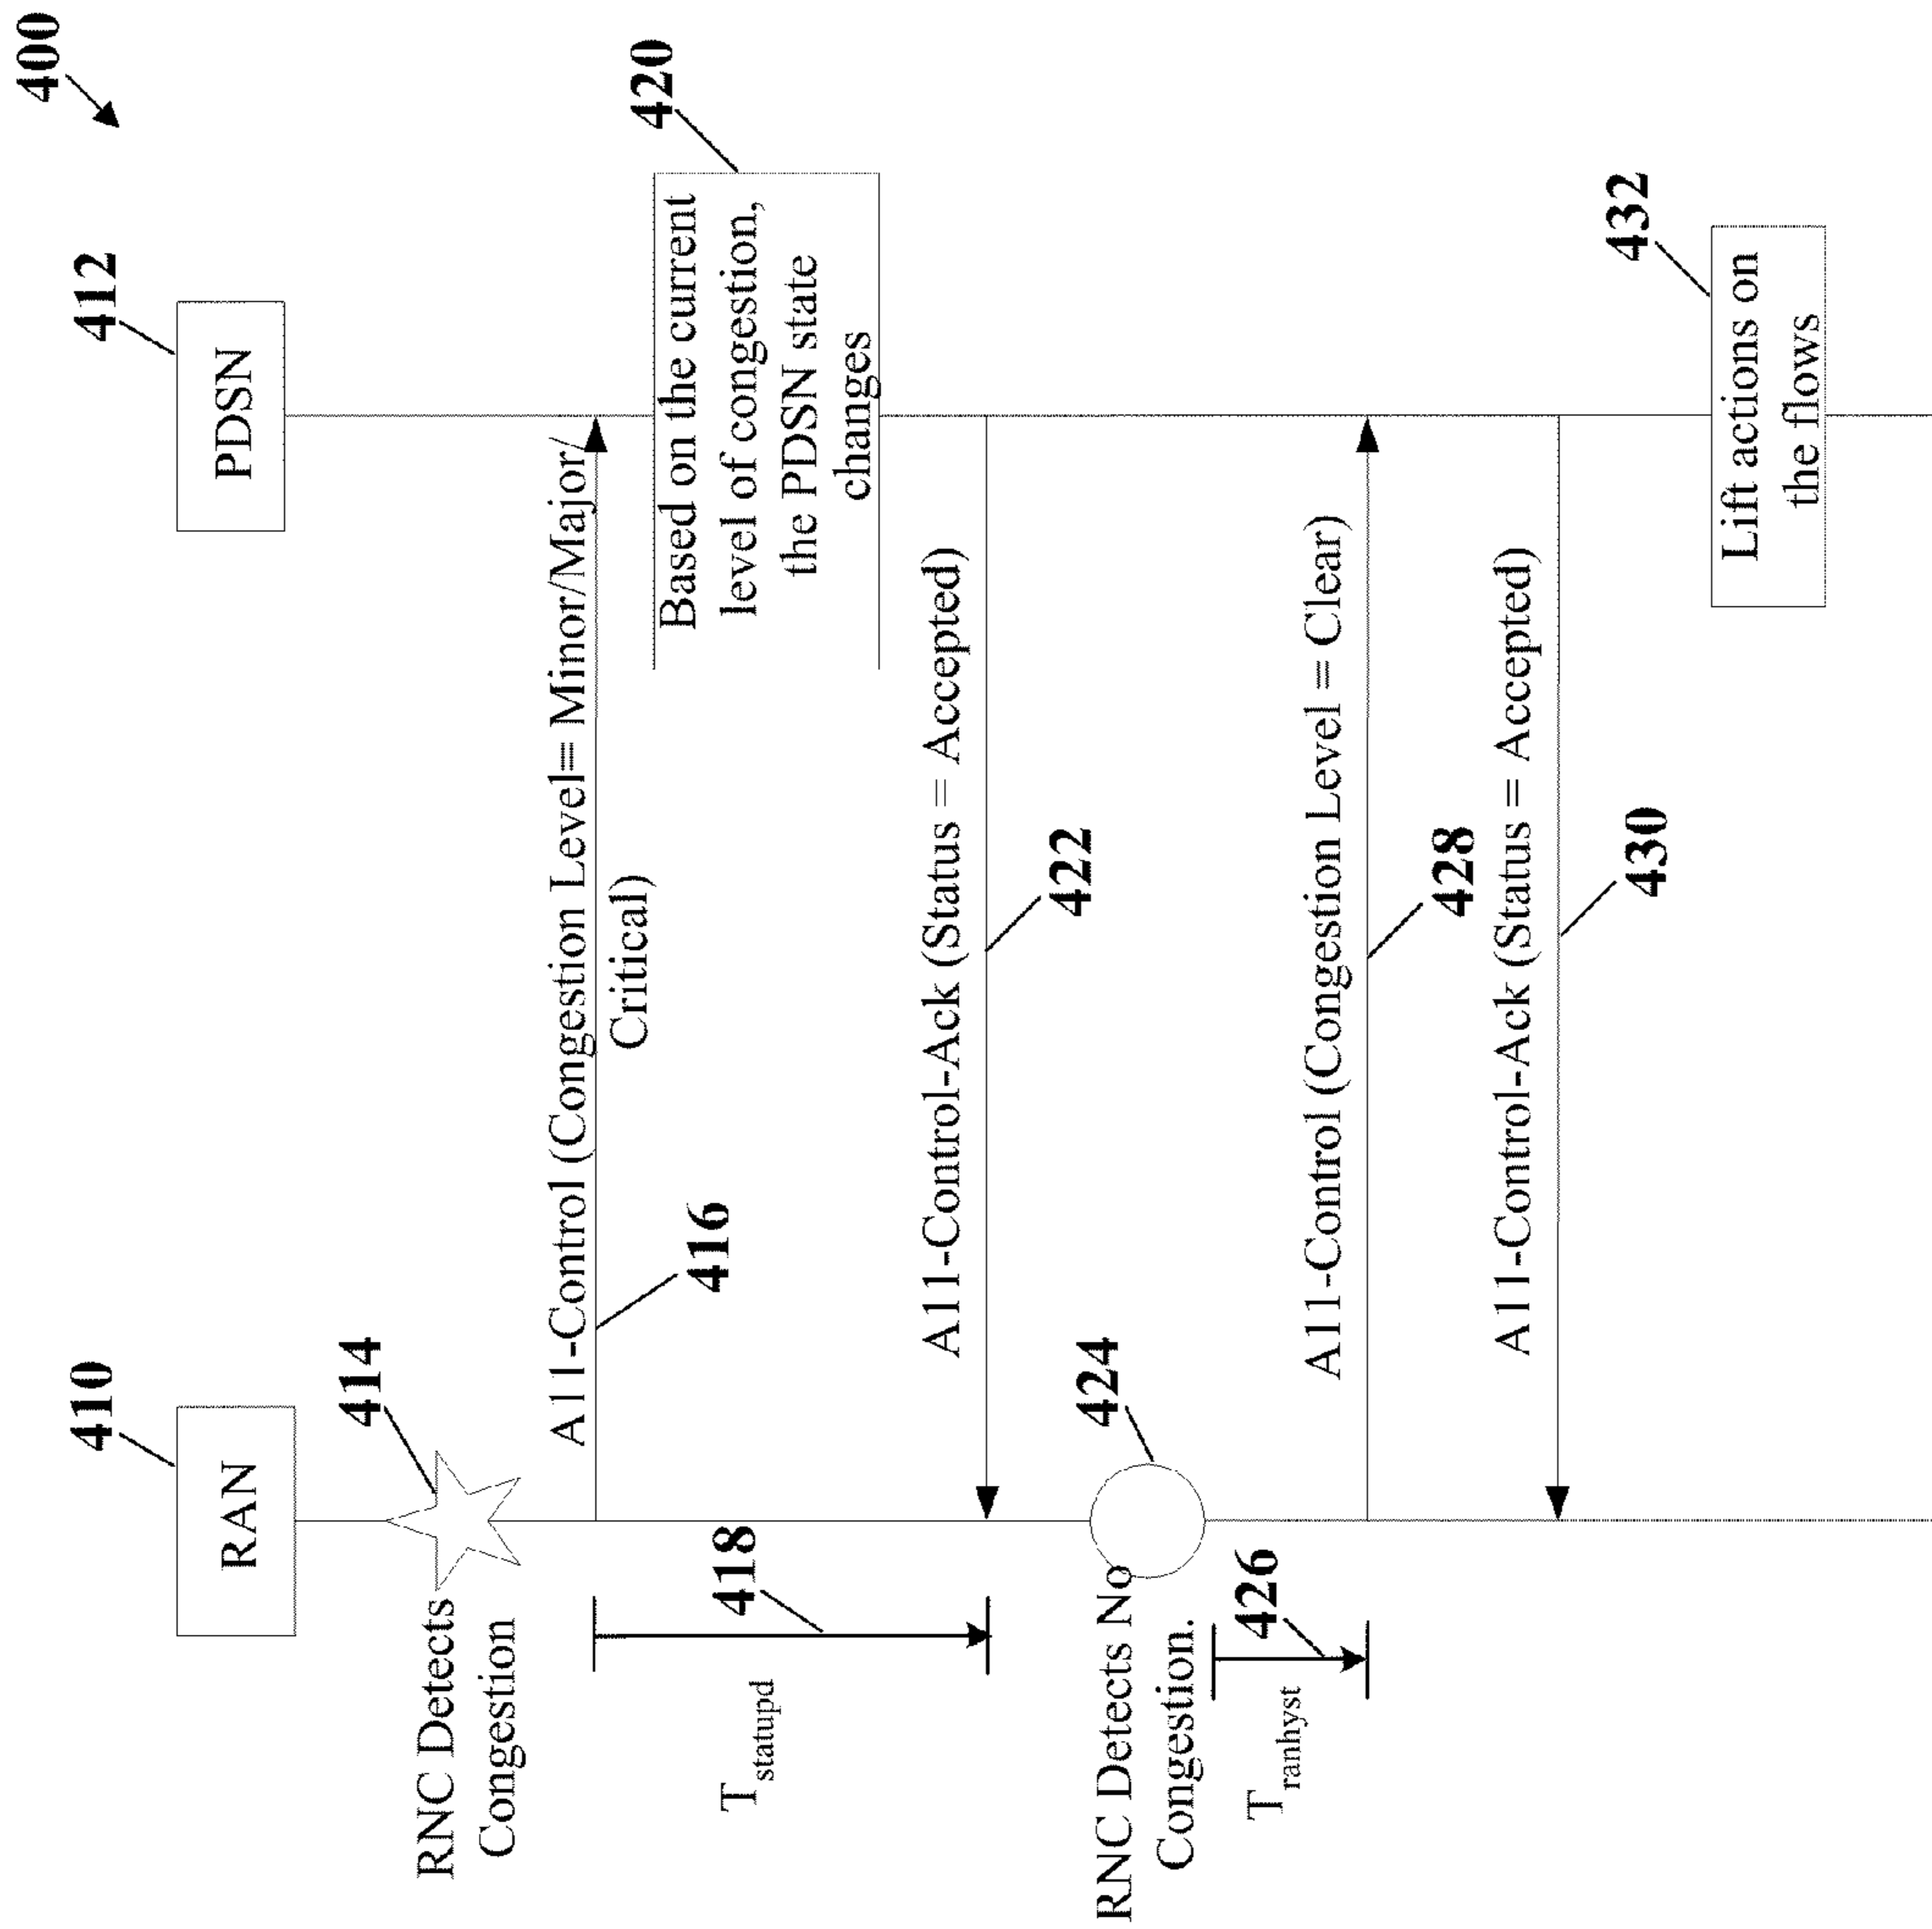 400
410
RAN
412
PDSN
414
RNC Detects
Congestion
A11-Control (Congestion Level= Minor/Major/
Critical)
416
418
T statupd
420
Based on the current
level of congestion,
the PDSN state
changes
A11-Control-Ack (Status = Accepted)
422
424
RNC Detects No
Congestion.
426
T ranhyst
A11-Control (Congestion Level = Clear)
428
A11-Control-Ack (Status = Accepted)
430
432
Lift actions on
the flows